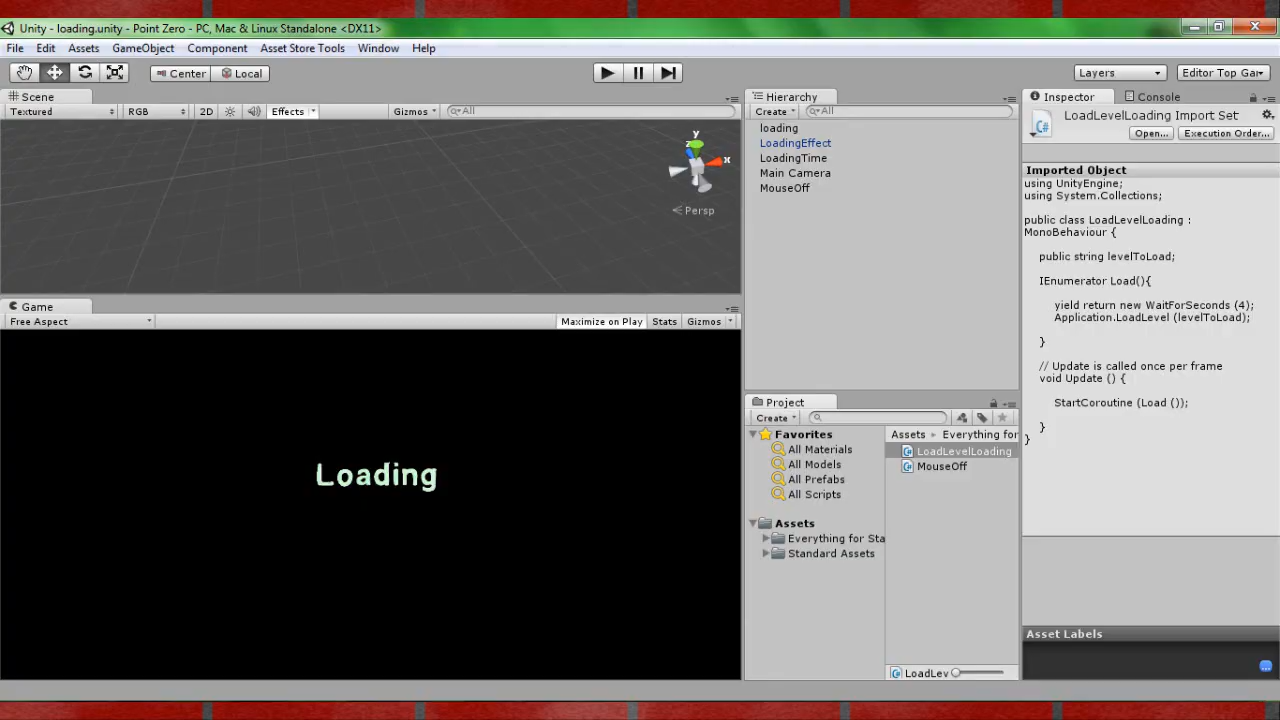 Unity - loading.unity - Point Zero - PC, Mac & Linux Standalone <DX11>
File Edit Assets GameObject Component Asset Store Tools Window Help
Center Local
Layers
Editor Top Gar
Scene
Textured RGB 2D Effects Gizmos All
y
z
x
Persp
Game
Free Aspect Maximize on Play Stats Gizmos
Loading
Hierarchy
Create All
loading
LoadingEffect
LoadingTime
Main Camera
MouseOff
Project
Create
Favorites
All Materials
All Models
All Prefabs
All Scripts
Assets
Everything for Sta
Standard Assets
Assets Everything for
LoadLevelLoading
MouseOff
LoadLev
Inspector Console
LoadLevelLoading Import Set
Open... Execution Order...
Imported Object
using UnityEngine;
using System.Collections;
public class LoadLevelLoading :
MonoBehaviour {
public string levelToLoad;
IEnumerator Load(){
yield return new WaitForSeconds (4);
Application.LoadLevel (levelToLoad);
}
// Update is called once per frame
void Update () {
StartCoroutine (Load ());
}
}
Asset Labels